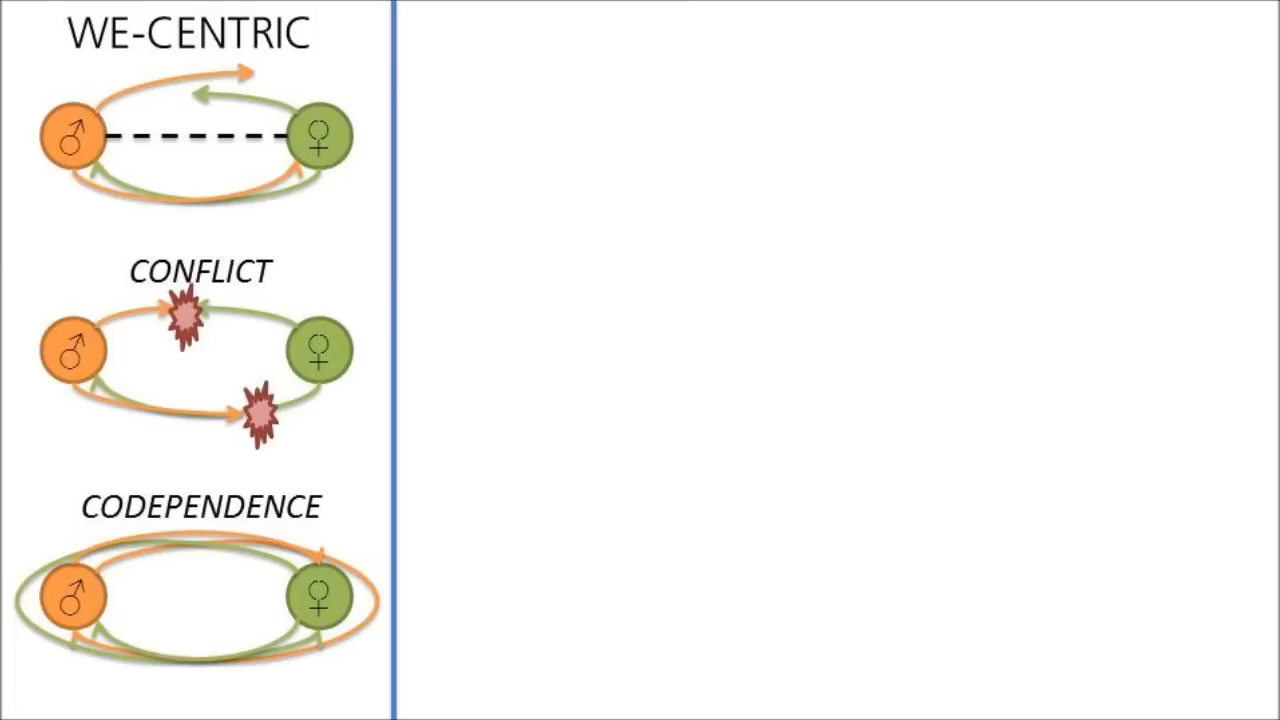 WE-CENTRIC
♂ ♀
CONFLICT
♂ ♀
CODEPENDENCE
♂ ♀